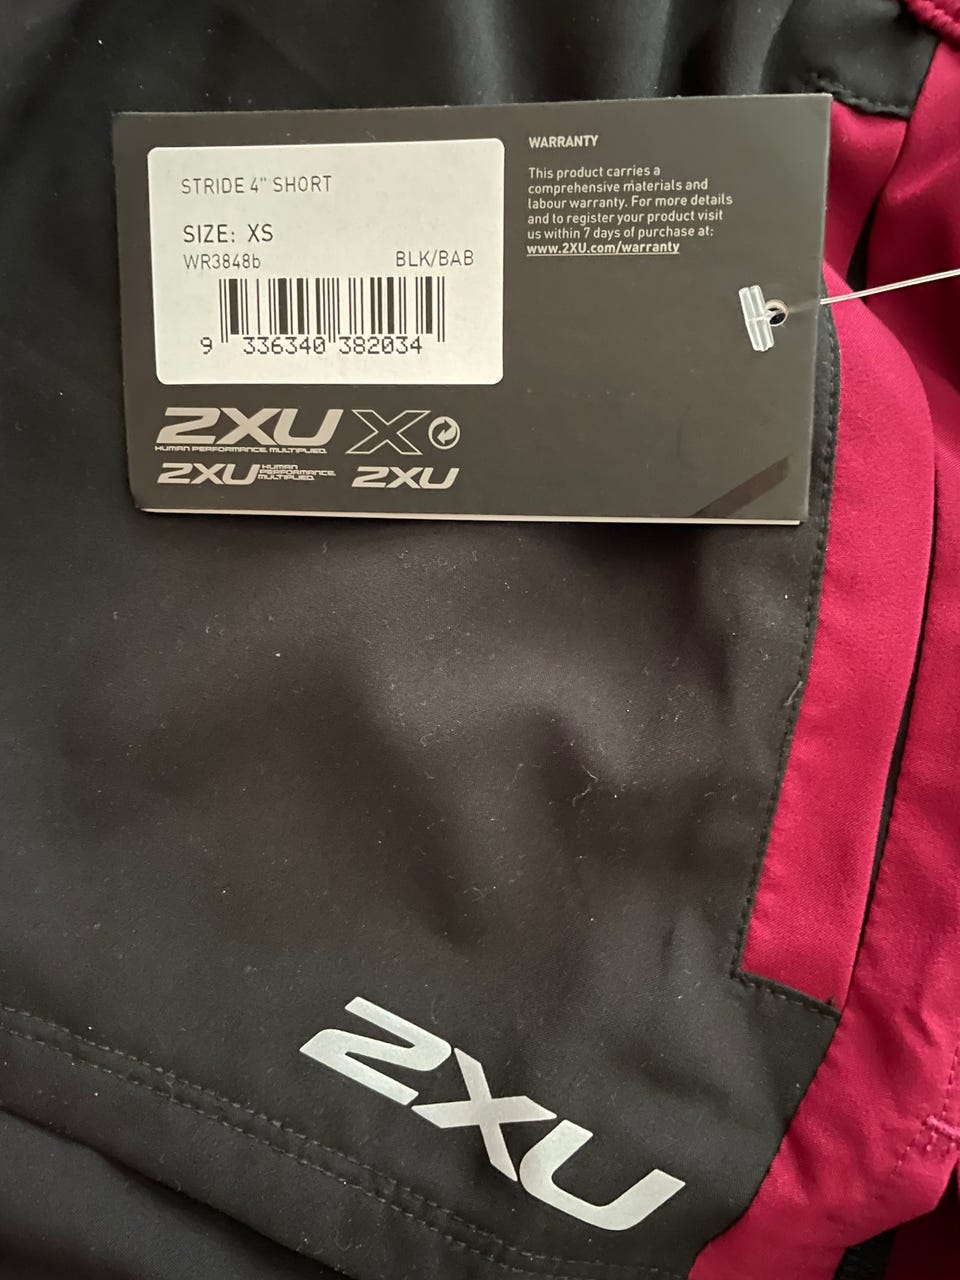 STRIDE 4" SHORT
SIZE: XS
WR3848b BLK/BAB
9 336340 382034
WARRANTY
This product carries a
comprehensive materials and
labour warranty. For more details
and to register your product visit
us within 7 days of purchase at:
www.2XU.com/warranty
2XU X
HUMAN PERFORMANCE. MULTIPLIED.
2XU HUMAN
PERFORMANCE.
MULTIPLIED.
2XU
2XU